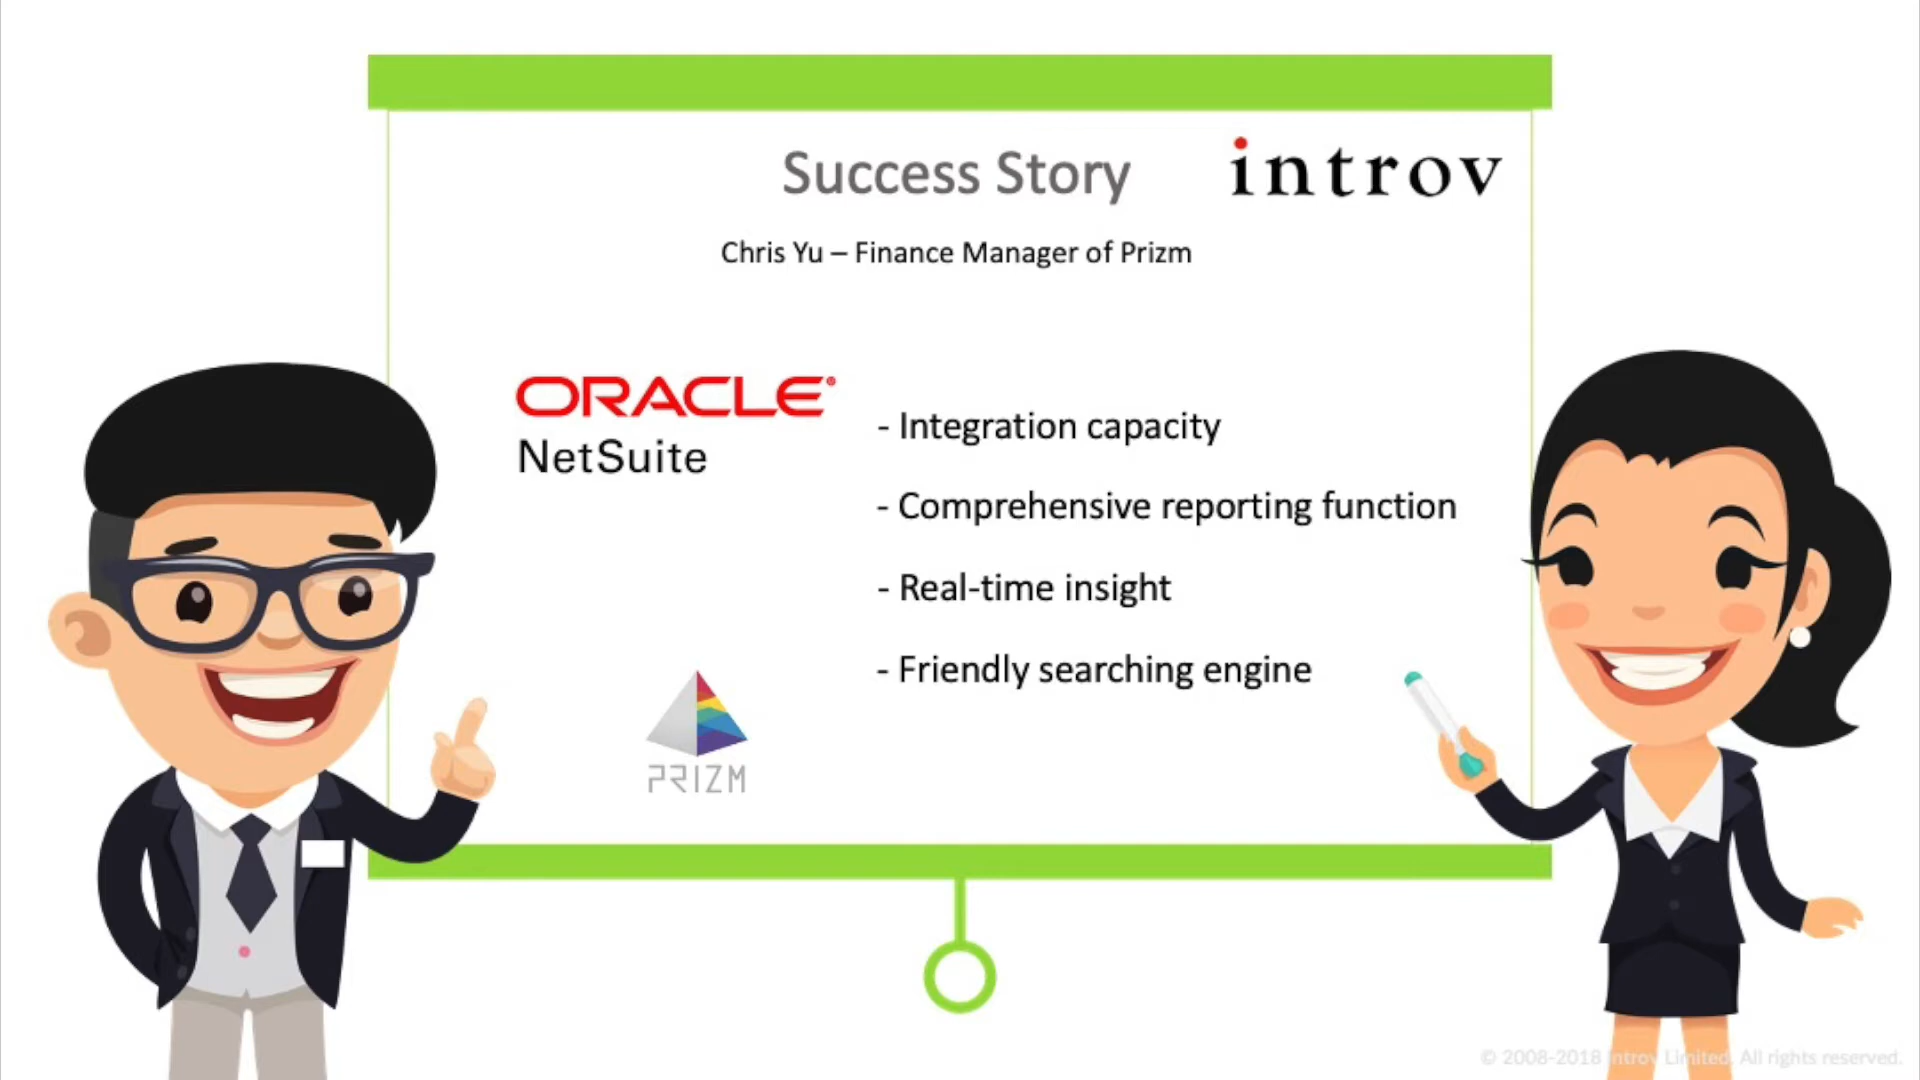 Success Story
introv
Chris Yu – Finance Manager of Prizm
ORACLE®
NetSuite
- Integration capacity
- Comprehensive reporting function
- Real-time insight
- Friendly searching engine
PRIZM
© 2008-2018 Introv Limited. All rights reserved.